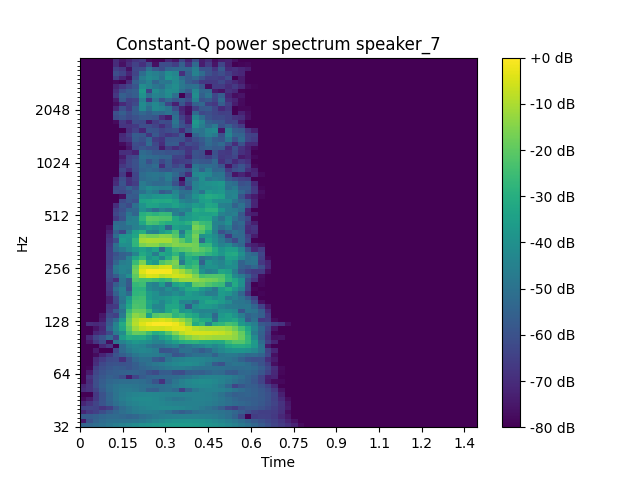 Constant-Q power spectrum speaker_7
Hz
2048
1024
512
256
128
64
32
0 0.15 0.3 0.45 0.6 0.75 0.9 1.1 1.2 1.4
Time
+0 dB
-10 dB
-20 dB
-30 dB
-40 dB
-50 dB
-60 dB
-70 dB
-80 dB